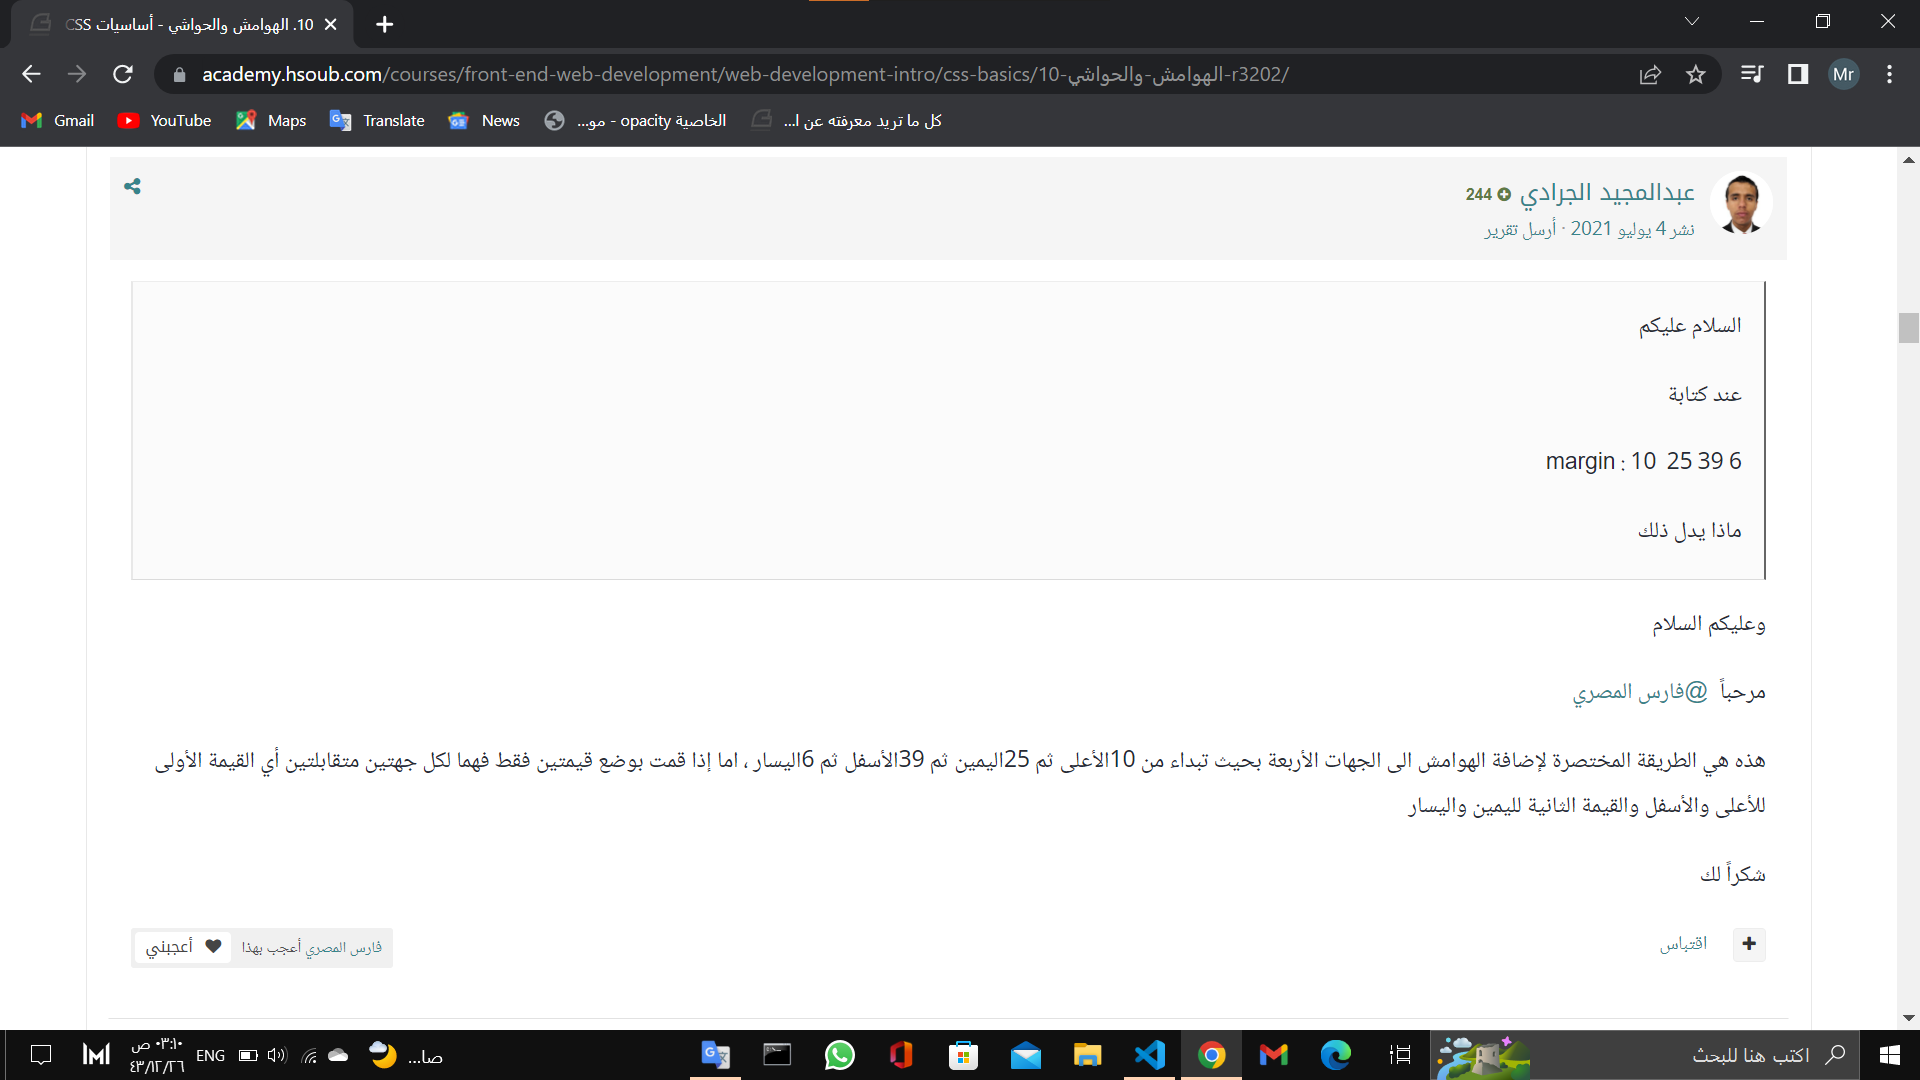 10. الهوامش والحواشي - أساسيات CSS
academy.hsoub.com/courses/front-end-web-development/web-development-intro/css-basics/10-الهوامش-والحواشي-r3202/
Mr
Gmail
YouTube
Maps
Translate
News
الخاصية opacity - مو...
كل ما تريد معرفته عن ا...
عبدالمجيد الجرادي 244
نشر 4 يوليو 2021 · أرسل تقرير
السلام عليكم
عند كتابة
margin : 10  25 39 6
ماذا يدل ذلك
وعليكم السلام
مرحباً @فارس المصري
هذه هي الطريقة المختصرة لإضافة الهوامش الى الجهات الأربعة بحيث تبداء من 10الأعلى ثم 25اليمين ثم 39الأسفل ثم 6اليسار ، اما إذا قمت بوضع قيمتين فقط فهما لكل جهتين متقابلتين أي القيمة الأولى
للأعلى والأسفل والقيمة الثانية لليمين واليسار
شكراً لك
اقتباس
فارس المصري أعجب بهذا
أعجبني
اكتب هنا للبحث
صا...
ENG
٠٣:١٠ ص
٤٣/١٢/٢٦